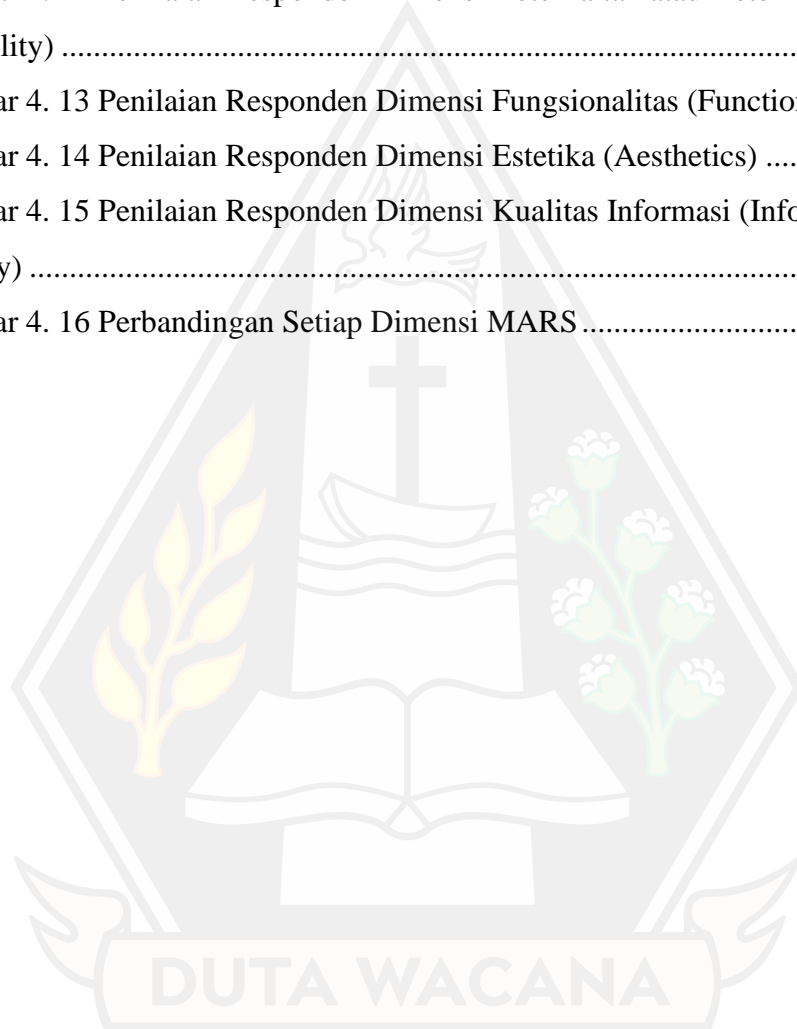 lity) ..........................................................................................
ar 4. 13 Penilaian Responden Dimensi Fungsionalitas (Function
ar 4. 14 Penilaian Responden Dimensi Estetika (Aesthetics) ....
ar 4. 15 Penilaian Responden Dimensi Kualitas Informasi (Info
y) ..............................................................................................
ar 4. 16 Perbandingan Setiap Dimensi MARS..........................
DUTA WACANA